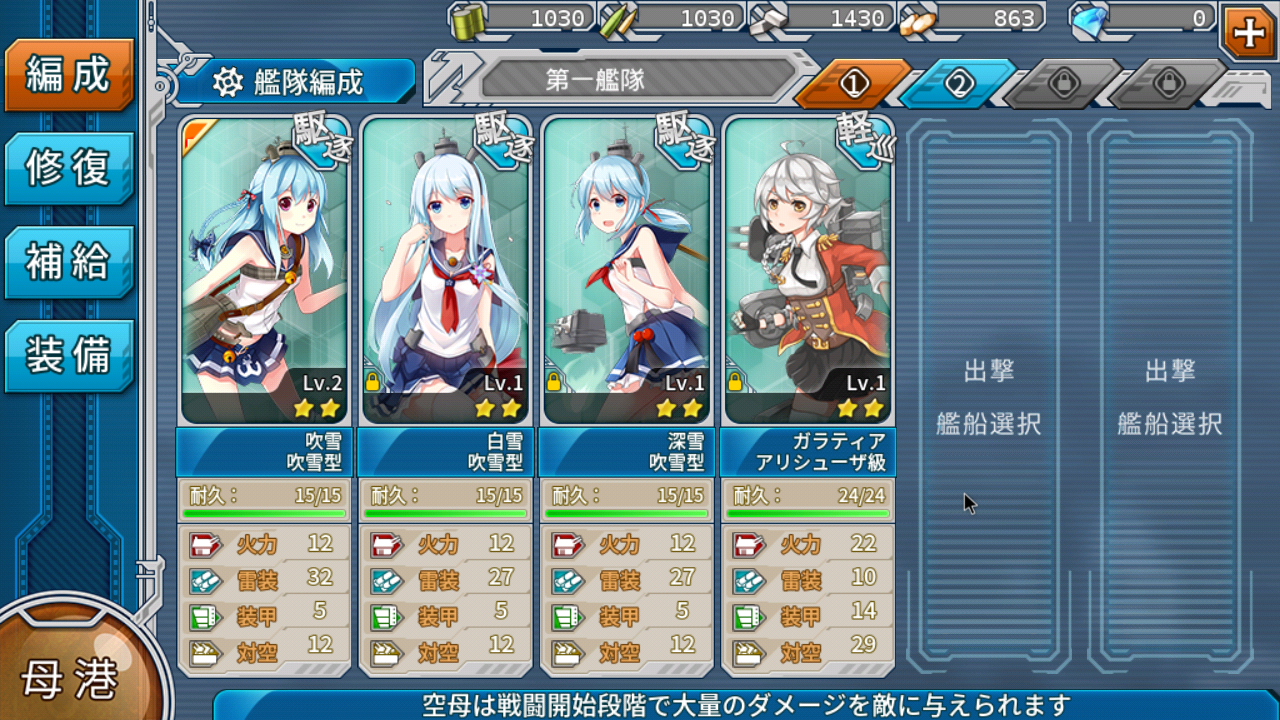 1030
1030
1430
863
0
編成
修復
補給
装備
母港
艦隊編成
第一艦隊
1
2
駆逐
Lv.2
吹雪
吹雪型
耐久： 15/15
火力 12
雷装 32
装甲 5
対空 12
駆逐
Lv.1
白雪
吹雪型
耐久： 15/15
火力 12
雷装 27
装甲 5
対空 12
駆逐
Lv.1
深雪
吹雪型
耐久： 15/15
火力 12
雷装 27
装甲 5
対空 12
軽巡
Lv.1
ガラティア
アリシューザ級
耐久： 24/24
火力 22
雷装 10
装甲 14
対空 29
出撃
艦船選択
出撃
艦船選択
空母は戦闘開始段階で大量のダメージを敵に与えられます